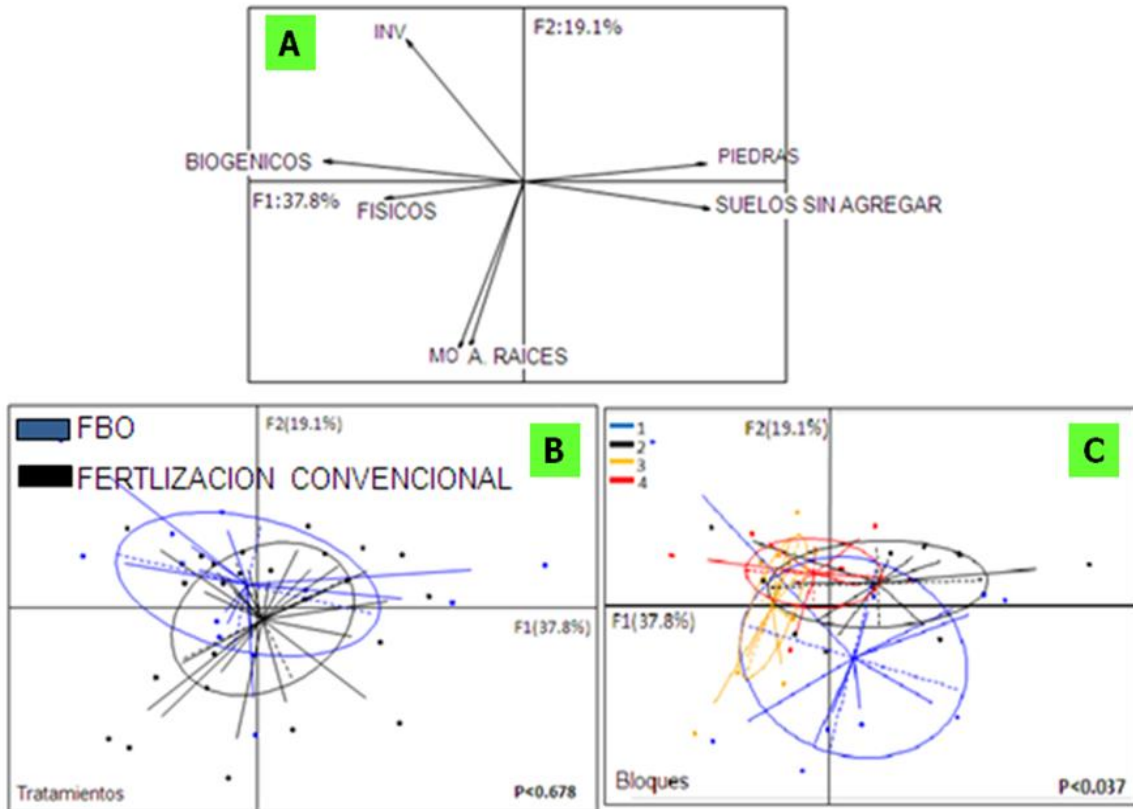 A
INV
F2:19.1%
BIOGENICOS
PIEDRAS
F1:37.8%
FISICOS
SUELOS SIN AGREGAR
MO A. RAICES
FBO
F2(19.1%)
B
FERTLIZACION CONVENCIONAL
F1(37.8%)
Tratamientos
P<0.678
1
2
3
4
F2(19.1%)
C
F1(37.8%)
Bloques
P<0.037